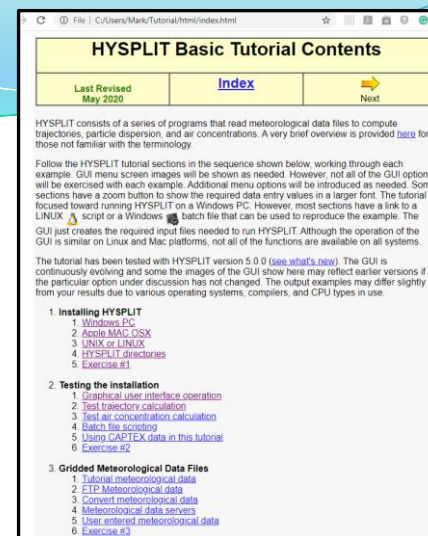 File | C:/Users/Mark/Tutorial/html/index.html
HYSPLIT Basic Tutorial Contents
Last Revised
May 2020
Index
Next
HYSPLIT consists of a series of programs that read meteorological data files to compute
trajectories, particle dispersion, and air concentrations. A very brief overview is provided here for
those not familiar with the terminology.
Follow the HYSPLIT tutorial sections in the sequence shown below, working through each
example. GUI menu screen images will be shown as needed. However, not all of the GUI option
will be exercised with each example. Additional menu options will be introduced as needed. Som
sections have a zoom button to show the required data entry values in a larger font. The tutorial
focused toward running HYSPLIT on a Windows PC. However, most sections have a link to a
LINUX script or a Windows batch file that can be used to reproduce the example. The
GUI just creates the required input files needed to run HYSPLIT. Although the operation of the
GUI is similar on Linux and Mac platforms, not all of the functions are available on all systems.
The tutorial has been tested with HYSPLIT version 5.0.0 (see what's new). The GUI is
continuously evolving and some the images of the GUI show here may reflect earlier versions if
the particular option under discussion has not changed. The output examples may differ slightly
from your results due to various operating systems, compilers, and CPU types in use.
1. Installing HYSPLIT
1. Windows PC
2. Apple MAC OSX
3. UNIX or LINUX
4. HYSPLIT directories
5. Exercise #1
2. Testing the installation
1. Graphical user interface operation
2. Test trajectory calculation
3. Test air concentration calculation
4. Batch file scripting
5. Using CAPTEX data in this tutorial
6. Exercise #2
3. Gridded Meteorological Data Files
1. Tutorial meteorological data
2. FTP Meteorological data
3. Convert meteorological data
4. Meteorological data servers
5. User entered meteorological data
6. Exercise #3